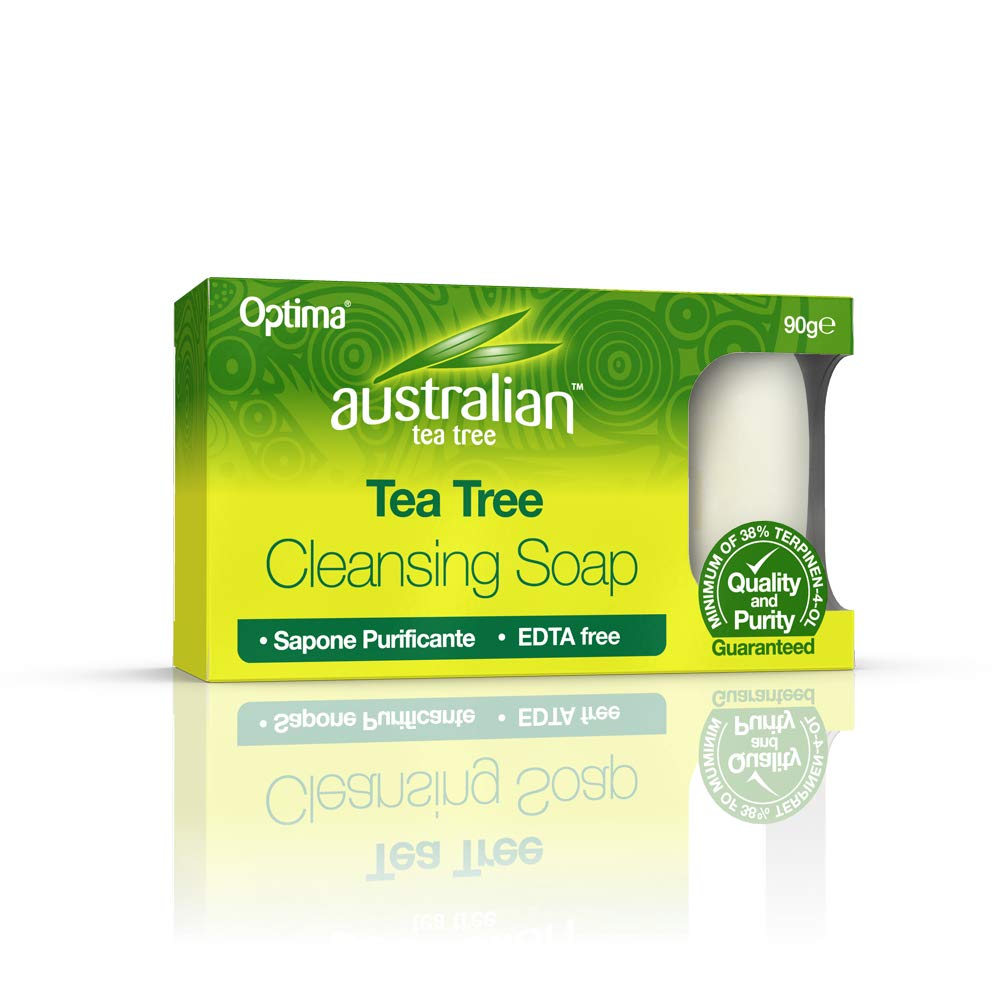 Optima®
90g℮
australian™
tea tree
Tea Tree
Cleansing Soap
• Sapone Purificante • EDTA free
MINIMUM OF 38% TERPINEN-4-OL
Quality
and
Purity
Guaranteed